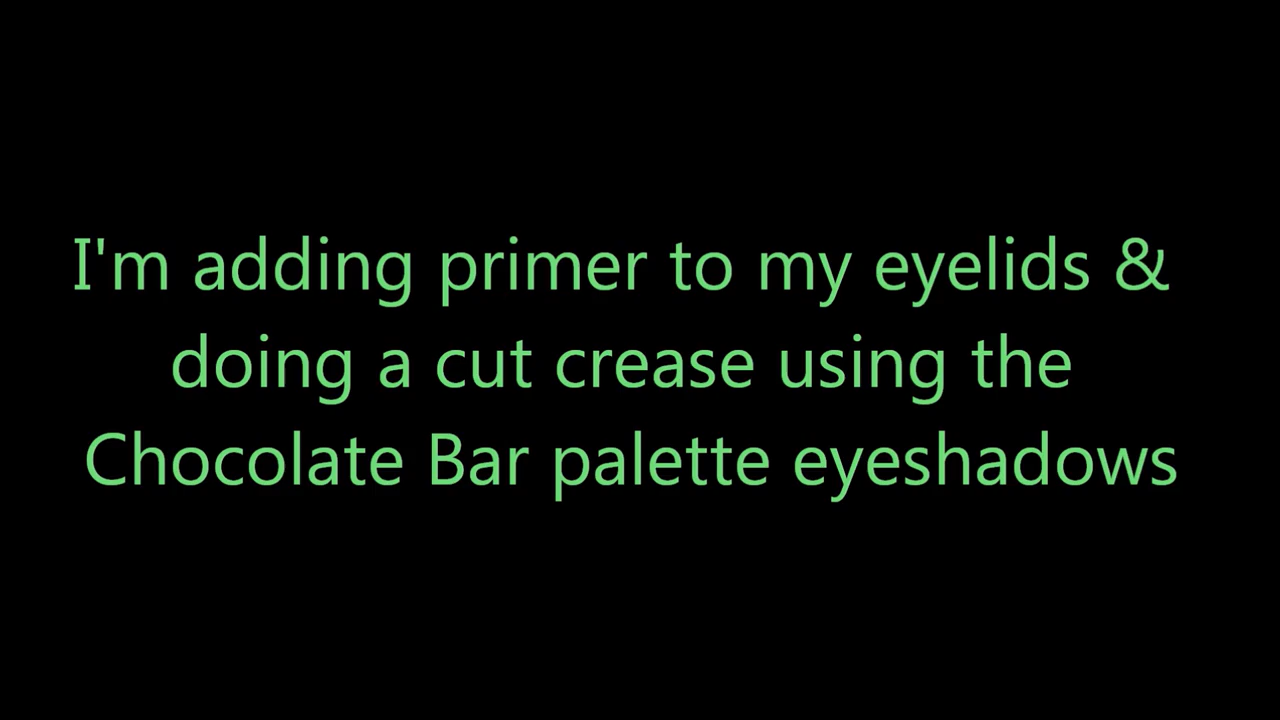 I'm adding primer to my eyelids &
doing a cut crease using the
Chocolate Bar palette eyeshadows